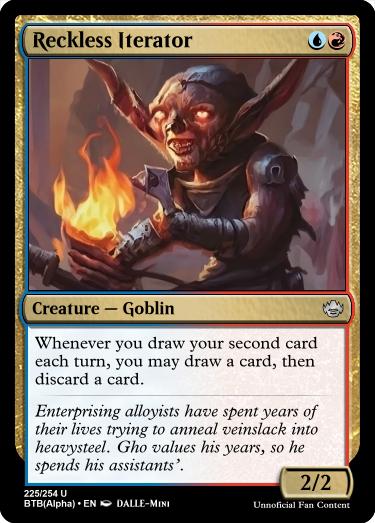 Reckless Iterator
Creature — Goblin
Whenever you draw your second card
each turn, you may draw a card, then
discard a card.
Enterprising alloyists have spent years
of their lives trying to anneal veinslack into
heavysteel. Gho values his years, so he
spends his assistants’.
2/2
225/254 U
BTB(Alpha) • EN DALLE-Mini
Unnoficial Fan Content